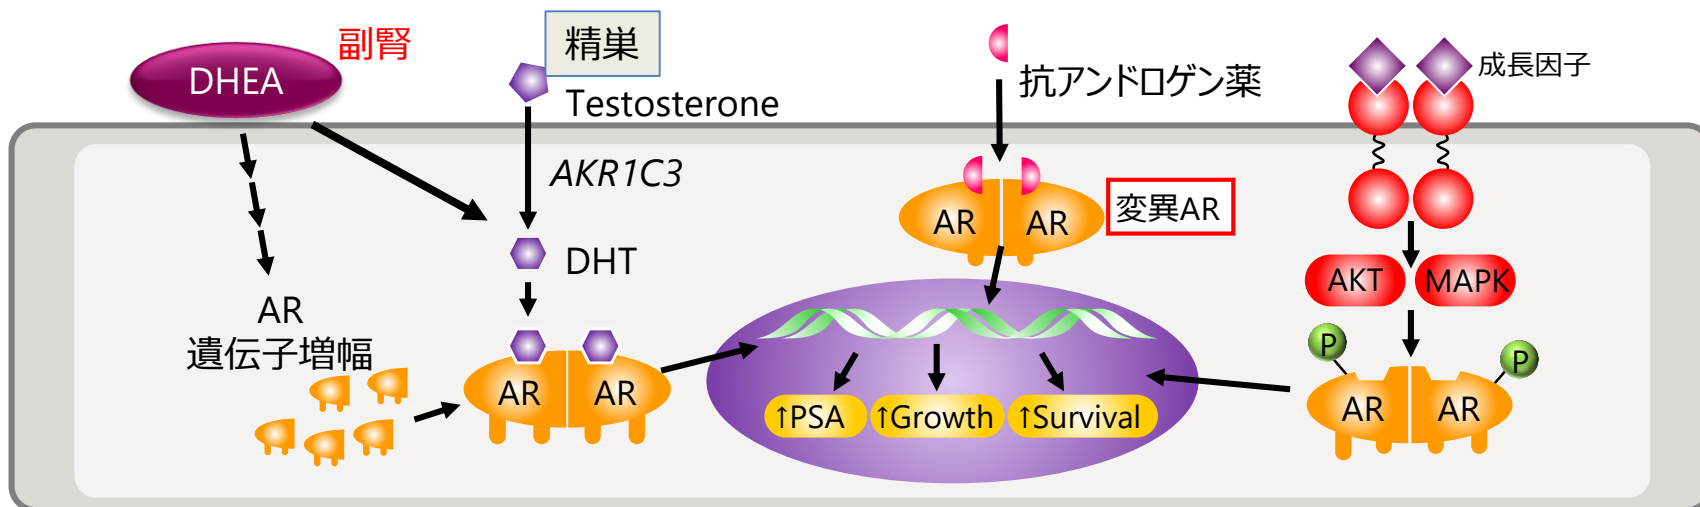 副腎
DHEA
精巣
Testosterone
AKR1C3
DHT
AR
遺伝子増幅
AR AR
抗アンドロゲン薬
AR AR
変異AR
↑PSA ↑Growth ↑Survival
成長因子
AKT MAPK
P P
AR AR